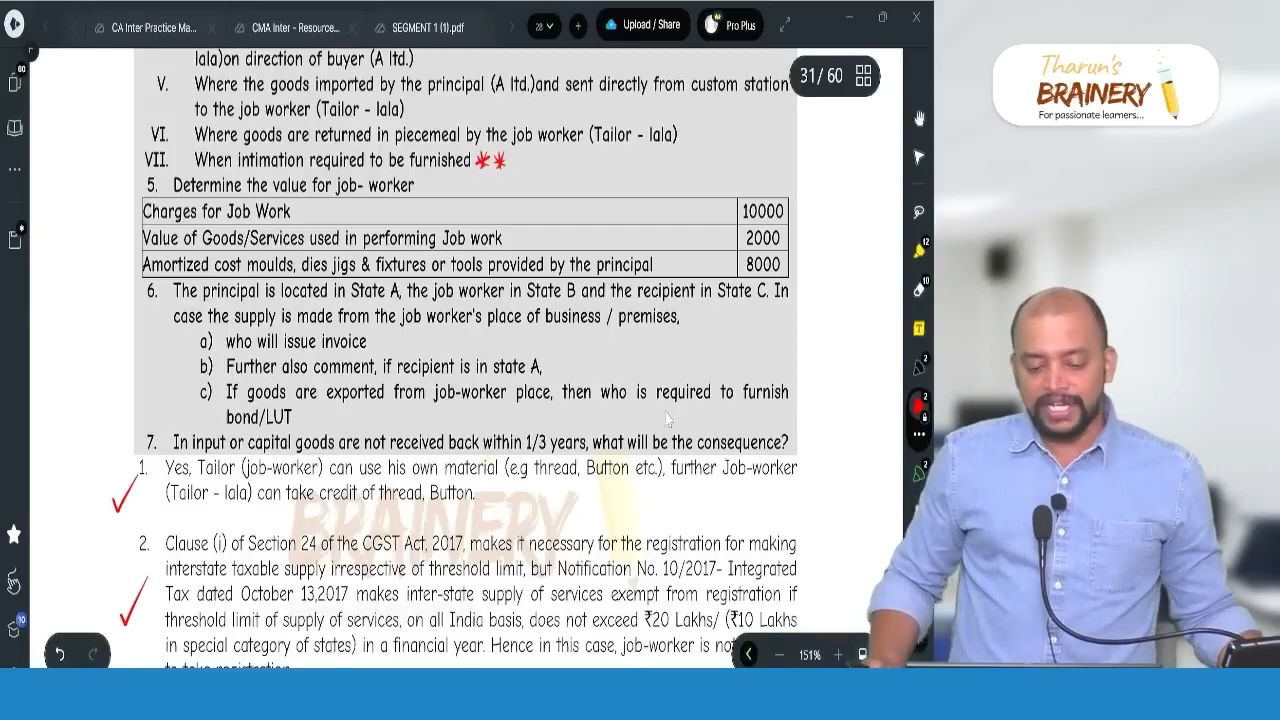 CA Inter Practice Ma...
CMA Inter - Resource...
SEGMENT 1 (1).pdf
28
Upload / Share
Pro Plus
31/ 60
lala)on direction of buyer (A ltd.)
V. Where the goods imported by the principal (A ltd.)and sent directly from custom station
to the job worker (Tailor - lala)
VI. Where goods are returned in piecemeal by the job worker (Tailor - lala)
VII. When intimation required to be furnished
5. Determine the value for job- worker
Charges for Job Work 10000
Value of Goods/Services used in performing Job work 2000
Amortized cost moulds, dies jigs & fixtures or tools provided by the principal 8000
6. The principal is located in State A, the job worker in State B and the recipient in State C. In
case the supply is made from the job worker's place of business / premises,
a) who will issue invoice
b) Further also comment, if recipient is in state A,
c) If goods are exported from job-worker place, then who is required to furnish
bond/LUT
7. In input or capital goods are not received back within 1/3 years, what will be the consequence?
1. Yes, Tailor (job-worker) can use his own material (e.g thread, Button etc.), further Job-worker
(Tailor - lala) can take credit of thread, Button.
BRAINERY
2. Clause (i) of Section 24 of the CGST Act, 2017, makes it necessary for the registration for making
interstate taxable supply irrespective of threshold limit, but Notification No. 10/2017- Integrated
Tax dated October 13,2017 makes inter-state supply of services exempt from registration if
threshold limit of supply of services, on all India basis, does not exceed ₹20 Lakhs/ (₹10 Lakhs
in special category of states) in a financial year. Hence in this case, job-worker is no
to take registration
151%
Tharun's
BRAINERY
For passionate learners...